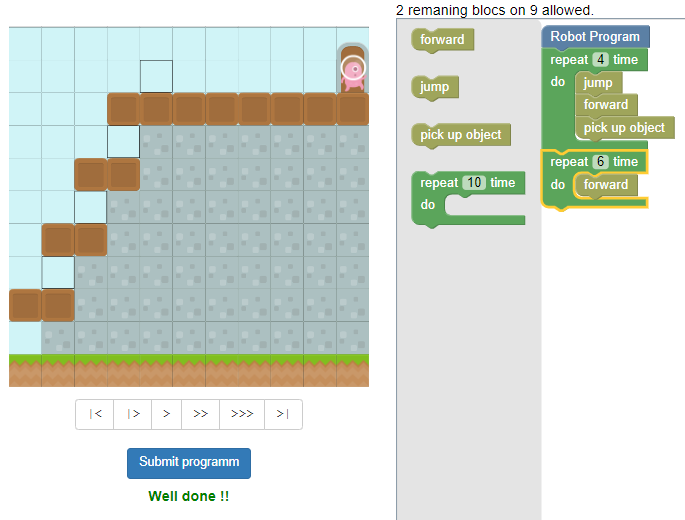 2 remaning blocs on 9 allowed.
forward
jump
pick up object
repeat 10 time
do
Robot Program
repeat 4 time
do jump
forward
pick up object
repeat 6 time
do forward
|< |> > >> >>> >|
Submit programm
Well done !!